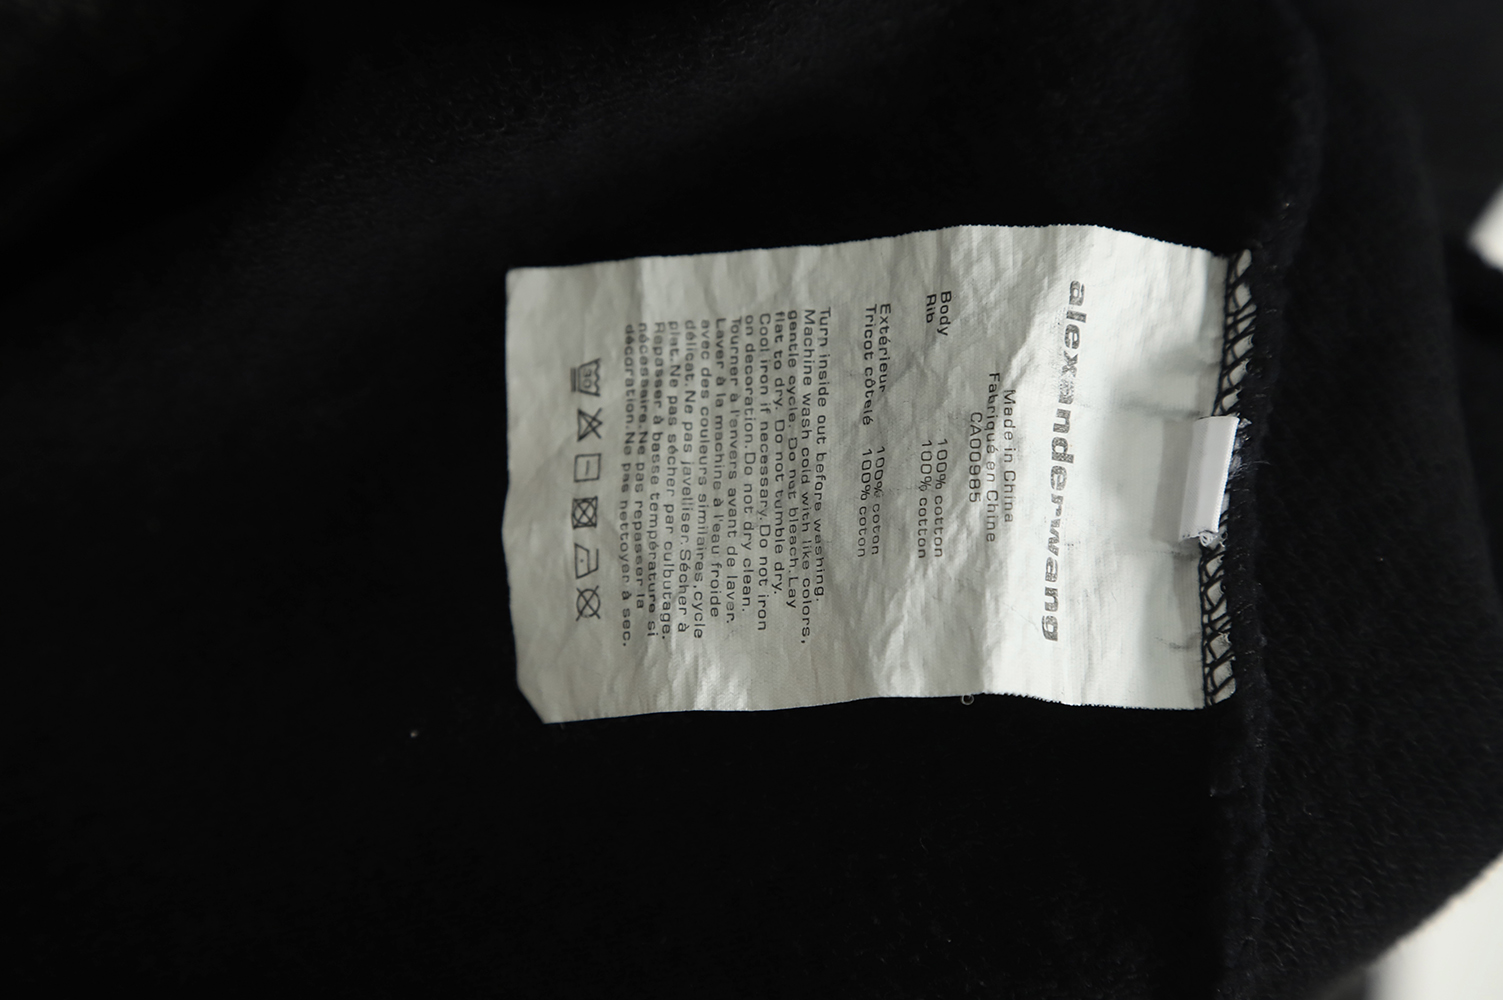 alexanderwang
Made in China
Fabriqué en Chine
CA00985
Body 100% cotton
Rib 100% cotton
Extérieur 100% coton
Tricot côtelé 100% coton
Turn inside out before washing.
Machine wash cold with like colors,
gentle cycle. Do not bleach. Lay
flat to dry. Do not tumble dry.
Cool iron if necessary. Do not iron
on decoration. Do not dry clean.
Tourner à l'envers avant de laver.
Laver à la machine à l'eau froide
avec des couleurs similaires, cycle
délicat. Ne pas javelliser. Sécher à
plat. Ne pas sécher par culbutage.
Repasser à basse température si
nécessaire. Ne pas repasser la
décoration. Ne pas nettoyer à sec.
30